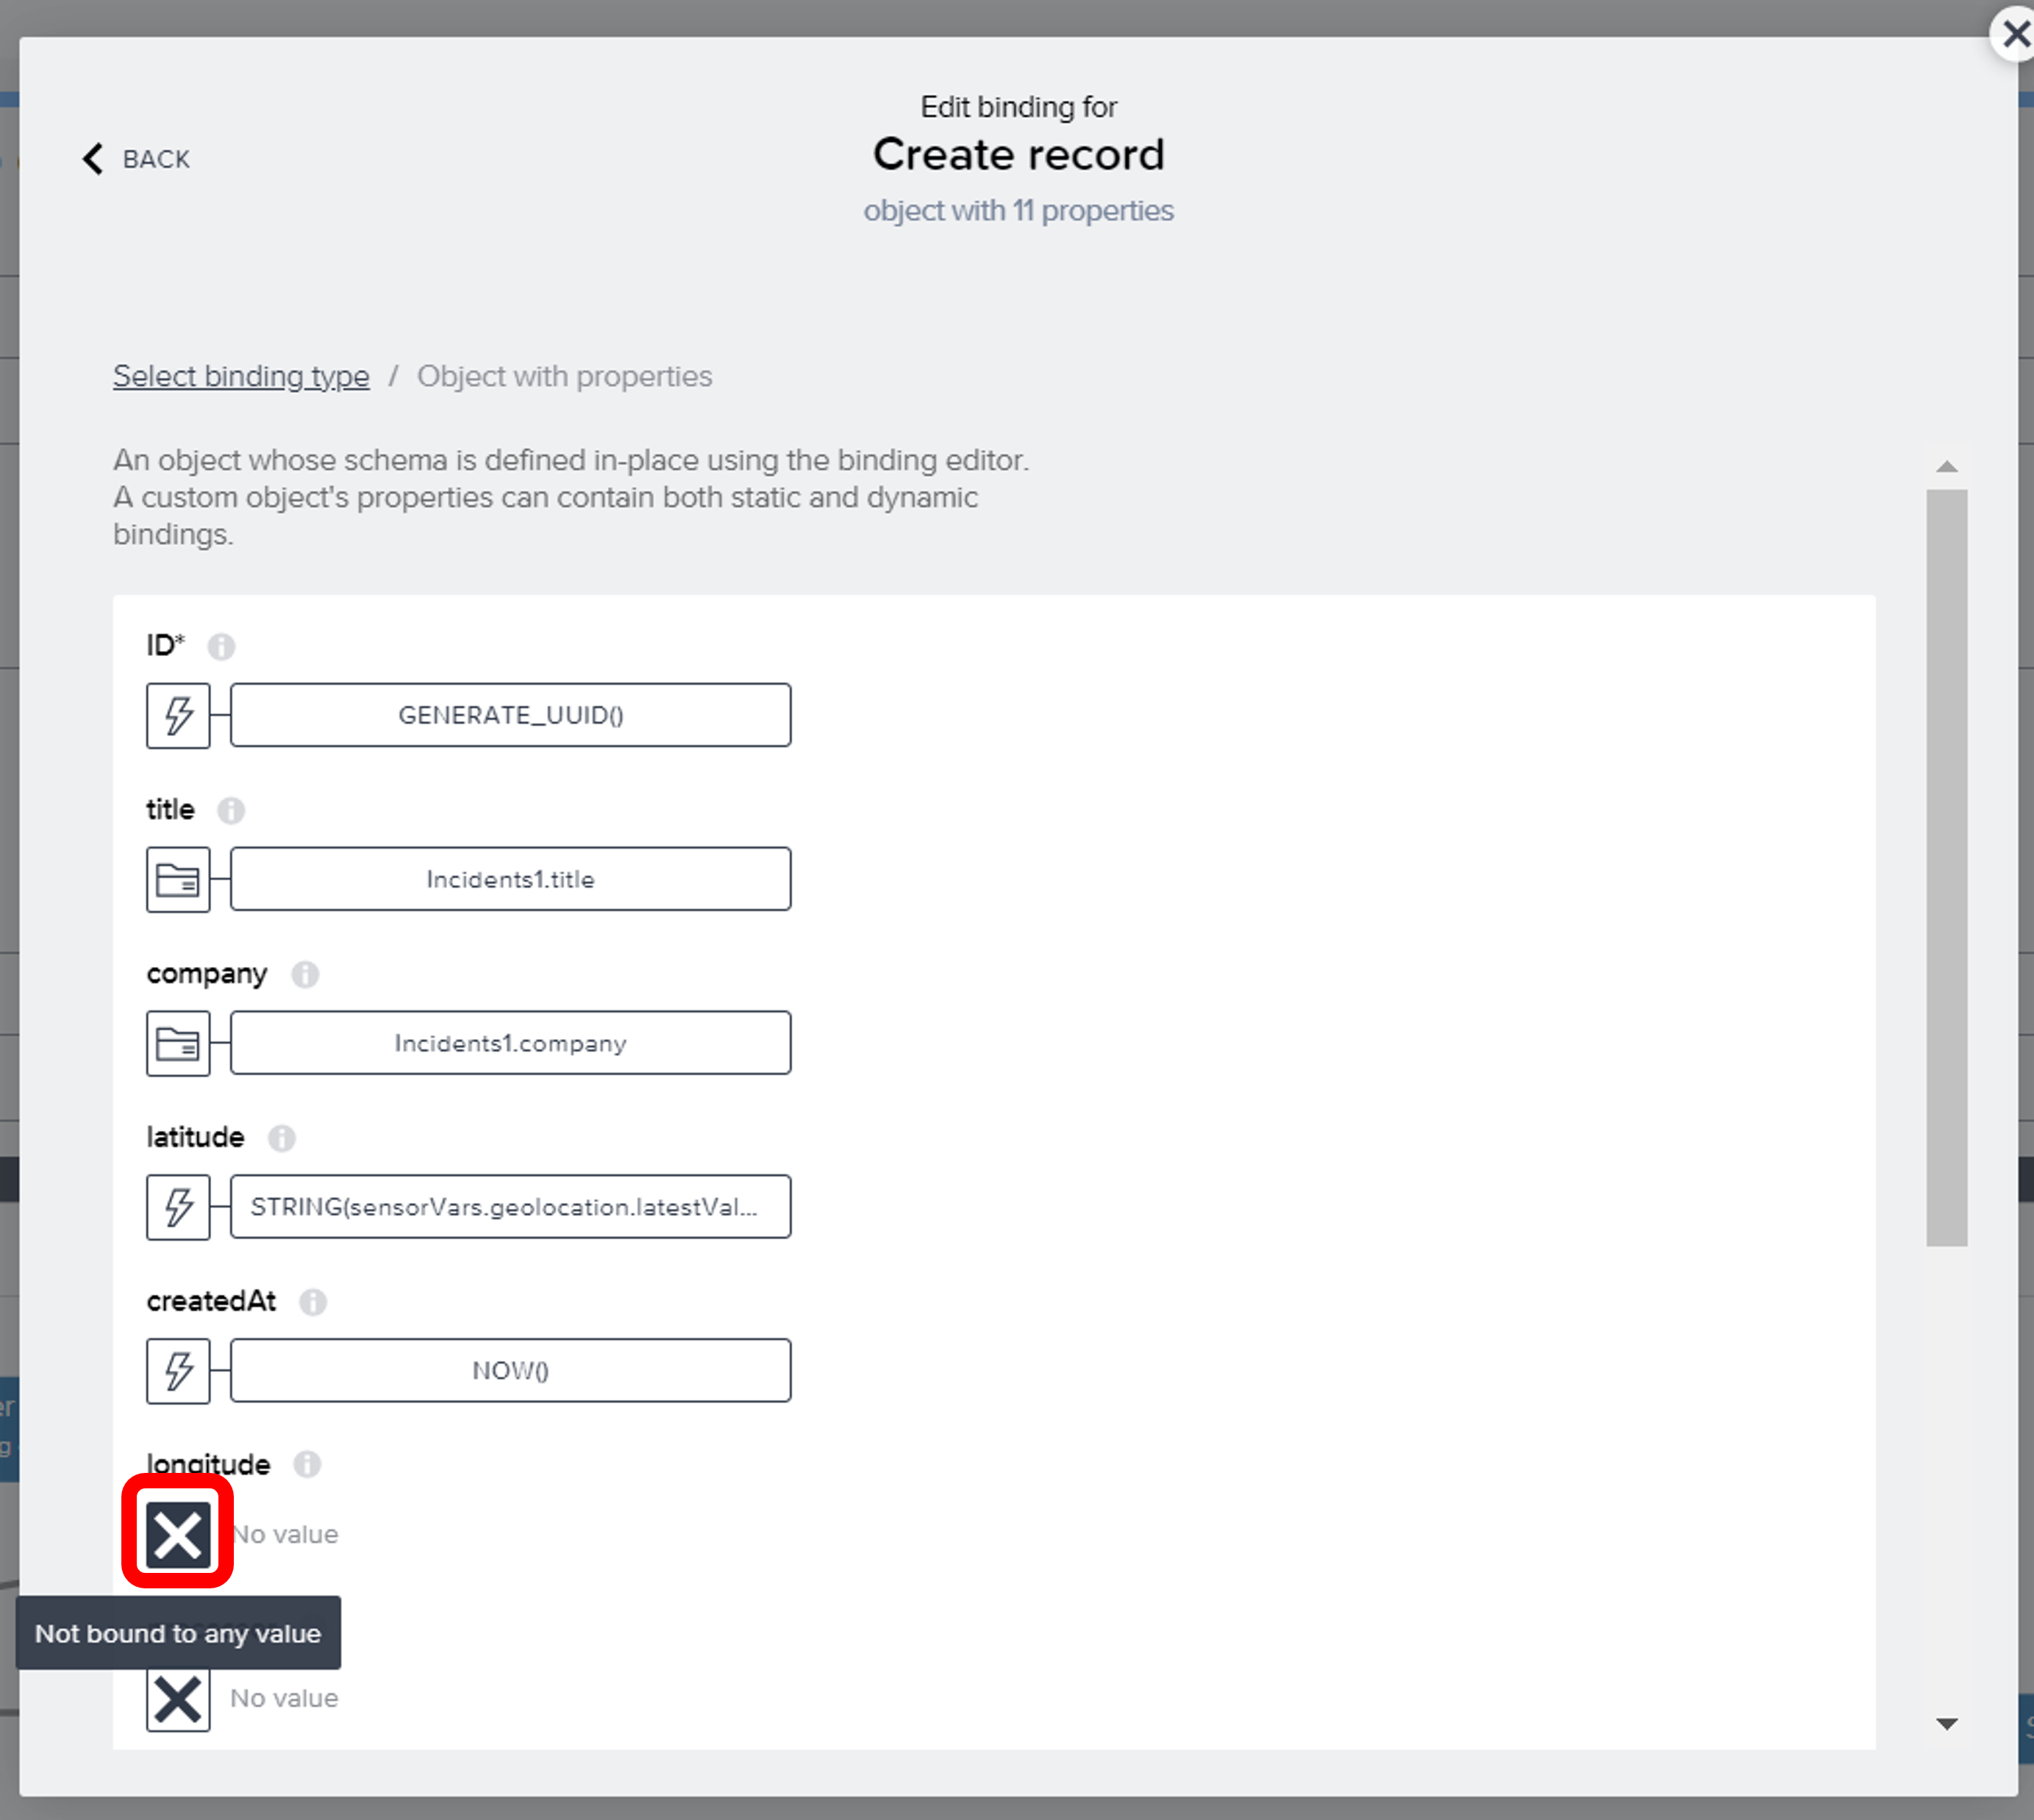 Edit binding for
BACK
Create record
object with 11 properties
Select binding type / Object with properties
An object whose schema is defined in-place using the binding editor.
A custom object's properties can contain both static and dynamic
bindings.
ID*
GENERATE_UUID()
title
Incidents1.title
company
Incidents1.company
latitude
STRING(sensorVars.geolocation.latestVal...
createdAt
NOW()
longitude
No value
Not bound to any value
No value